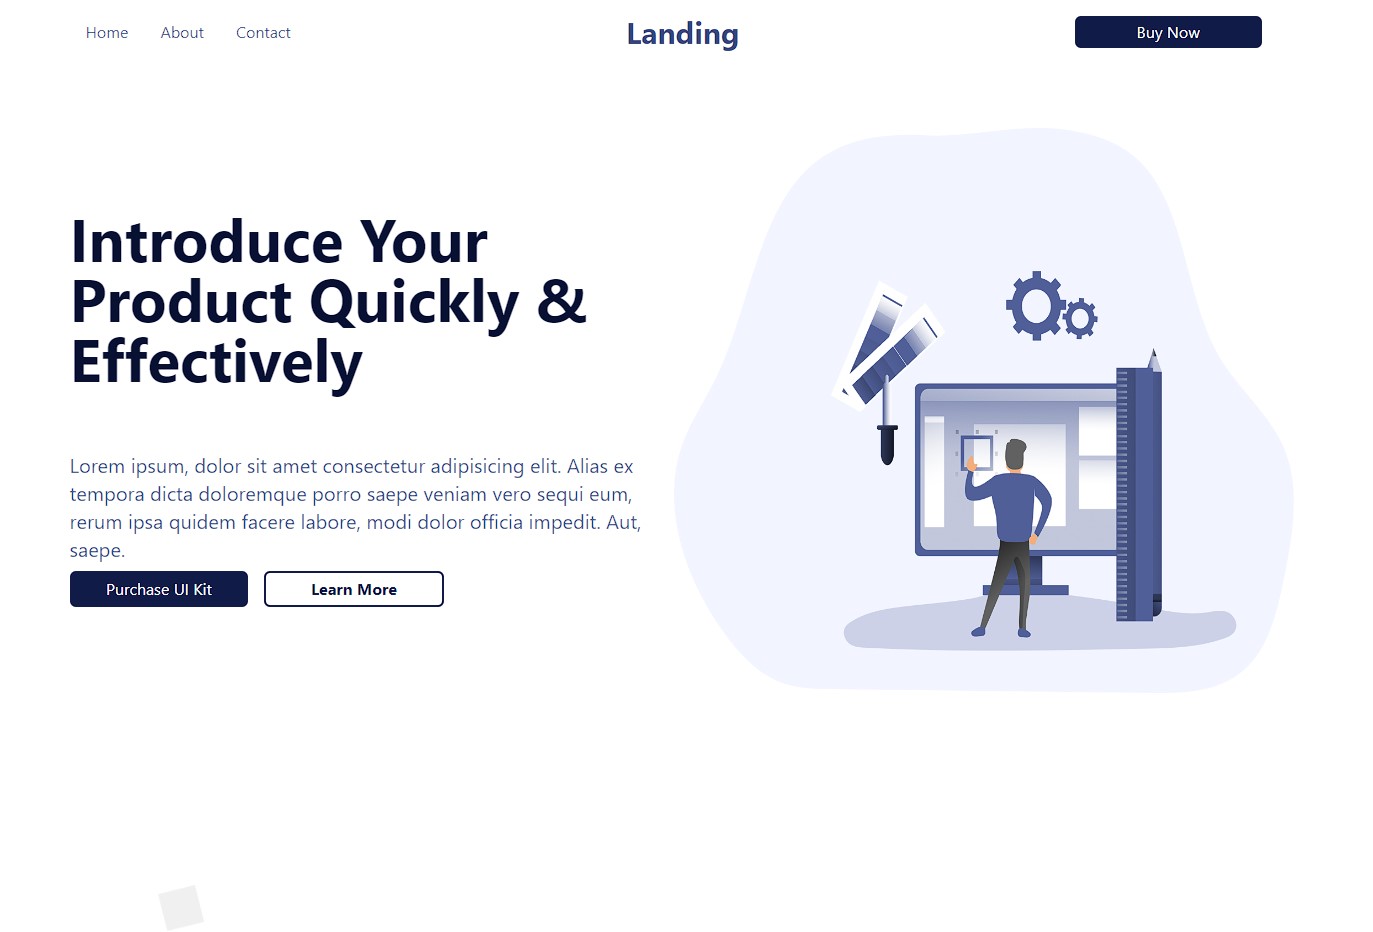 Home About Contact Landing Buy Now
Introduce Your
Product Quickly &
Effectively
Lorem ipsum, dolor sit amet consectetur adipisicing elit. Alias ex
tempora dicta doloremque porro saepe veniam vero sequi eum,
rerum ipsa quidem facere labore, modi dolor officia impedit. Aut,
saepe.
Purchase UI Kit Learn More